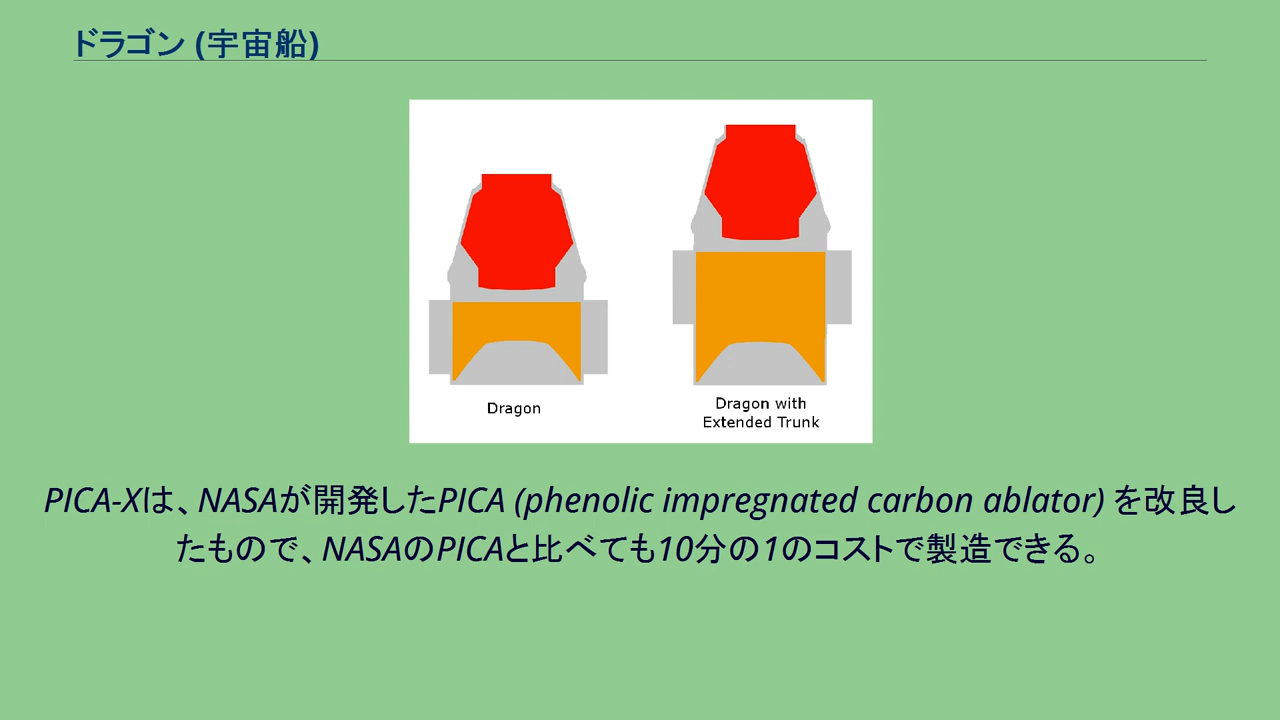 ドラゴン (宇宙船)
Dragon
Dragon with
Extended Trunk
PICA-Xは、NASAが開発したPICA (phenolic impregnated carbon ablator) を改良し
たもので、NASAのPICAと比べても10分の1のコストで製造できる。